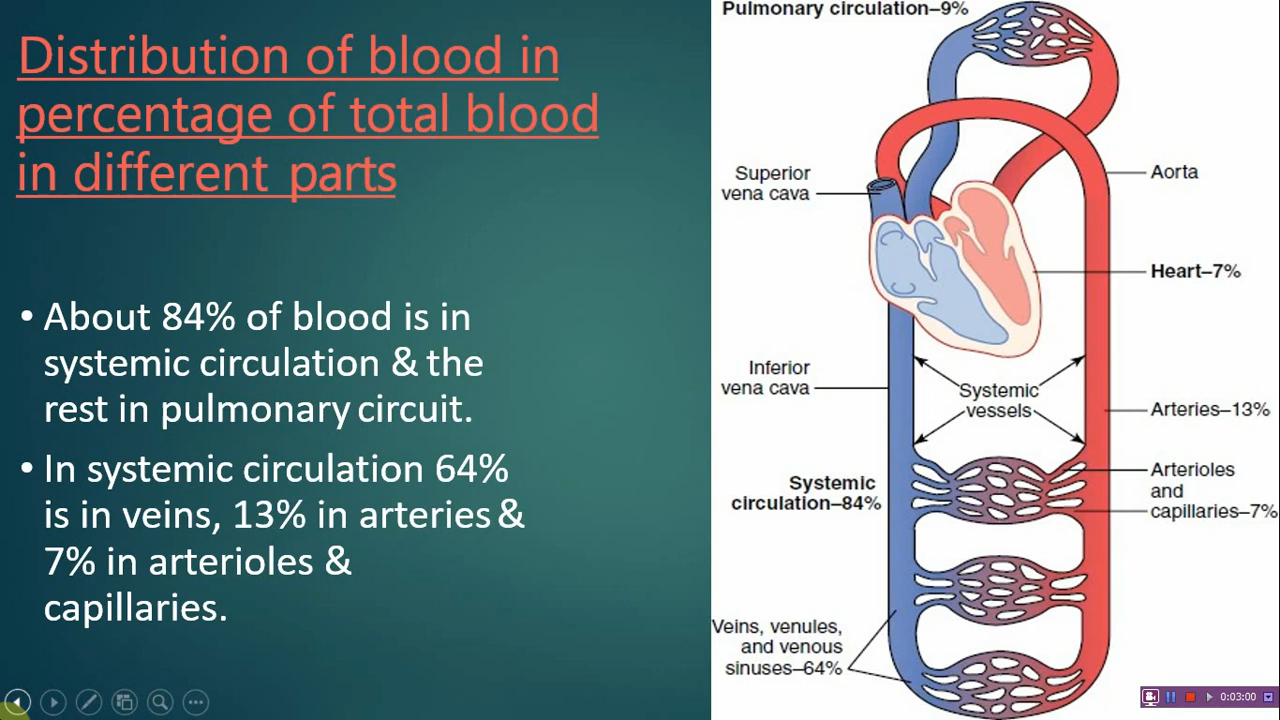 Distribution of blood in
percentage of total blood
in different parts
• About 84% of blood is in
systemic circulation & the
rest in pulmonary circuit.
• In systemic circulation 64%
is in veins, 13% in arteries &
7% in arterioles &
capillaries.
Pulmonary circulation–9%
Superior
vena cava
Aorta
Heart–7%
Inferior
vena cava
Systemic
vessels
Arteries–13%
Systemic
circulation–84%
Arterioles
and
capillaries–7%
Veins, venules,
and venous
sinuses–64%
0:03:00